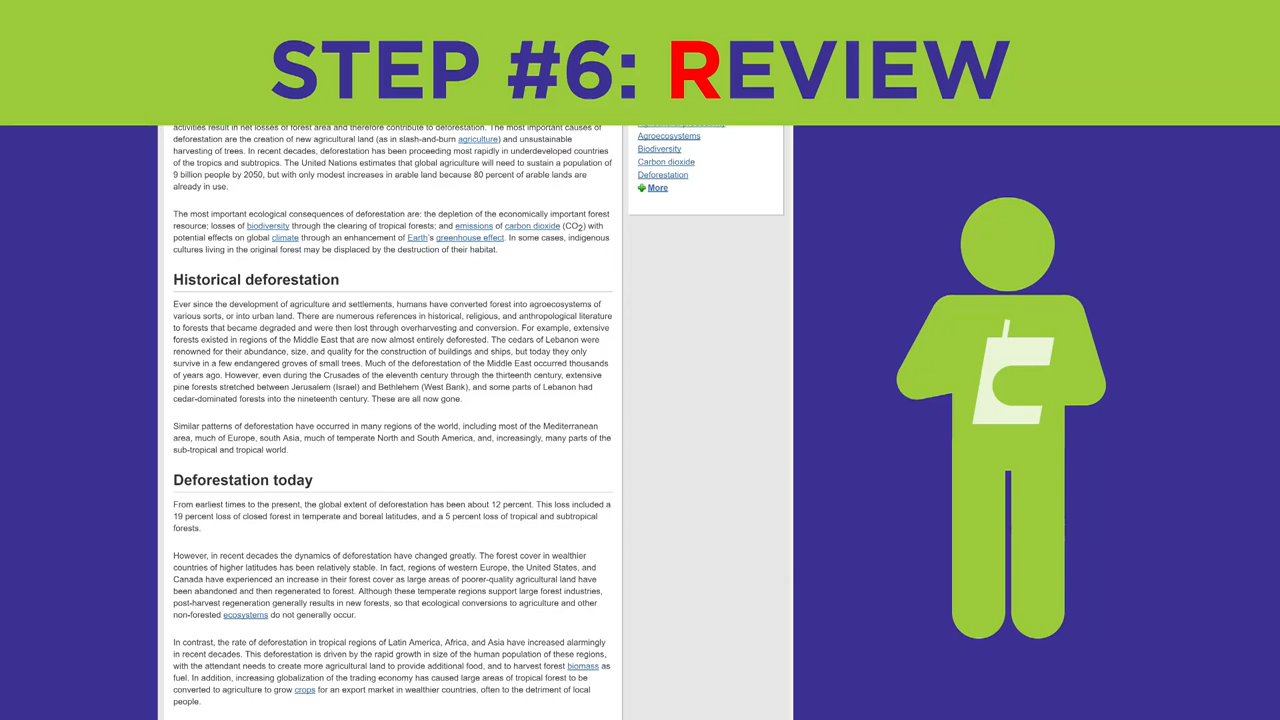 STEP #6: REVIEW
activities result in net losses of forest area and therefore contribute to deforestation. The most important causes of
deforestation are the creation of new agricultural land (as in slash-and-burn agriculture) and unsustainable
harvesting of trees. In recent decades, deforestation has been proceeding most rapidly in underdeveloped countries
of the tropics and subtropics. The United Nations estimates that global agriculture will need to sustain a population of
9 billion people by 2050, but with only modest increases in arable land because 80 percent of arable lands are
already in use.
The most important ecological consequences of deforestation are: the depletion of the economically important forest
resource; losses of biodiversity through the clearing of tropical forests; and emissions of carbon dioxide (CO2) with
potential effects on global climate through an enhancement of Earth's greenhouse effect. In some cases, indigenous
cultures living in the original forest may be displaced by the destruction of their habitat.
Historical deforestation
Ever since the development of agriculture and settlements, humans have converted forest into agroecosystems of
various sorts, or into urban land. There are numerous references in historical, religious, and anthropological literature
to forests that became degraded and were then lost through overharvesting and conversion. For example, extensive
forests existed in regions of the Middle East that are now almost entirely deforested. The cedars of Lebanon were
renowned for their abundance, size, and quality for the construction of buildings and ships, but today they only
survive in a few endangered groves of small trees. Much of the deforestation of the Middle East occurred thousands
of years ago. However, even during the Crusades of the eleventh century through the thirteenth century, extensive
pine forests stretched between Jerusalem (Israel) and Bethlehem (West Bank), and some parts of Lebanon had
cedar-dominated forests into the nineteenth century. These are all now gone.
Similar patterns of deforestation have occurred in many regions of the world, including most of the Mediterranean
area, much of Europe, south Asia, much of temperate North and South America, and, increasingly, many parts of the
sub-tropical and tropical world.
Deforestation today
From earliest times to the present, the global extent of deforestation has been about 12 percent. This loss included a
19 percent loss of closed forest in temperate and boreal latitudes, and a 5 percent loss of tropical and subtropical
forests.
However, in recent decades the dynamics of deforestation have changed greatly. The forest cover in wealthier
countries of higher latitudes has been relatively stable. In fact, regions of western Europe, the United States, and
Canada have experienced an increase in their forest cover as large areas of poorer-quality agricultural land have
been abandoned and then regenerated to forest. Although these temperate regions support large forest industries,
post-harvest regeneration generally results in new forests, so that ecological conversions to agriculture and other
non-forested ecosystems do not generally occur.
In contrast, the rate of deforestation in tropical regions of Latin America, Africa, and Asia have increased alarmingly
in recent decades. This deforestation is driven by the rapid growth in size of the human population of these regions,
with the attendant needs to create more agricultural land to provide additional food, and to harvest forest biomass as
fuel. In addition, increasing globalization of the trading economy has caused large areas of tropical forest to be
converted to agriculture to grow crops for an export market in wealthier countries, often to the detriment of local
people.
Agroecosystems
Biodiversity
Carbon dioxide
Deforestation
More